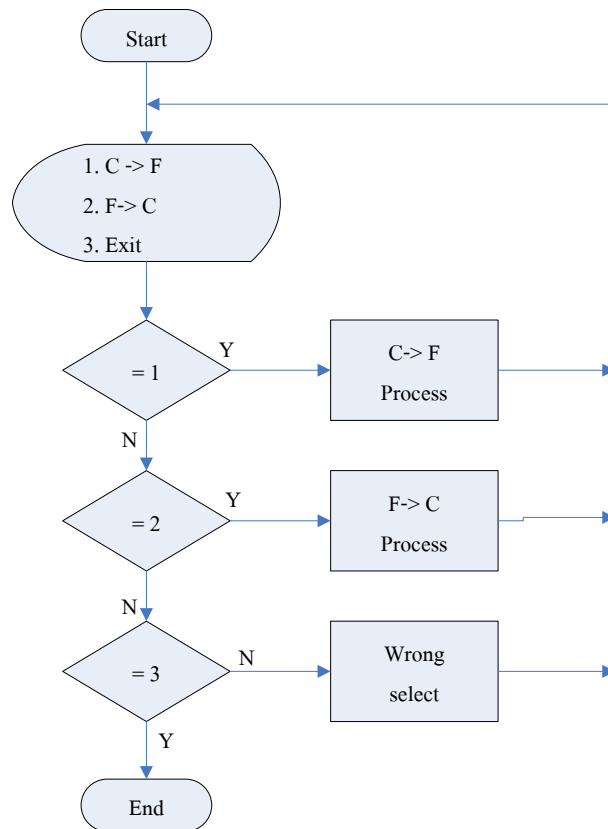 Start
1. C -> F
2. F-> C
3. Exit
= 1
Y
C-> F
Process
N
= 2
Y
F-> C
Process
N
= 3
N
Wrong
select
Y
End